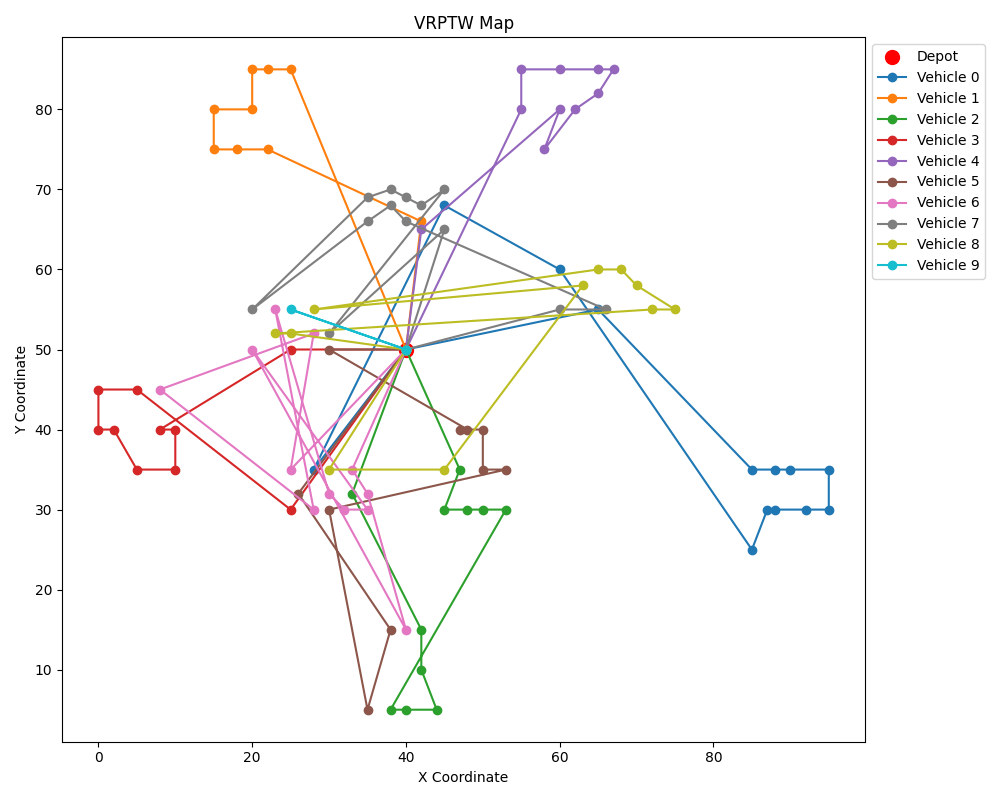 VRPTW Map
Depot
Vehicle 0
Vehicle 1
Vehicle 2
Vehicle 3
Vehicle 4
Vehicle 5
Vehicle 6
Vehicle 7
Vehicle 8
Vehicle 9
Y Coordinate
80
70
60
50
40
30
20
10
0 20 40 60 80
X Coordinate